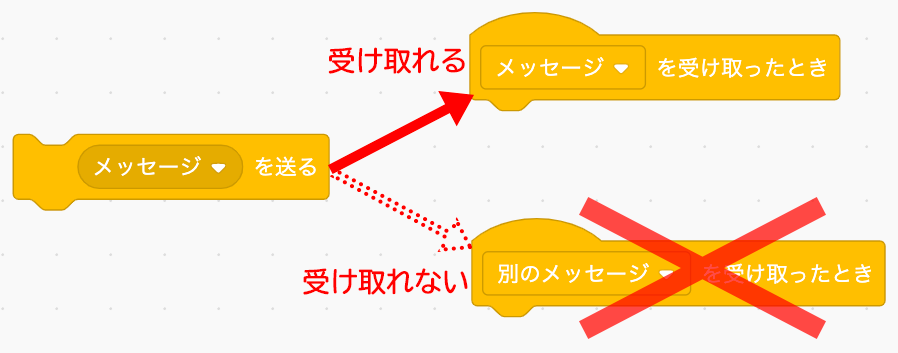 受け取れる
メッセージ を受け取ったとき
メッセージ を送る
受け取れない
別のメッセージ を受け取ったとき